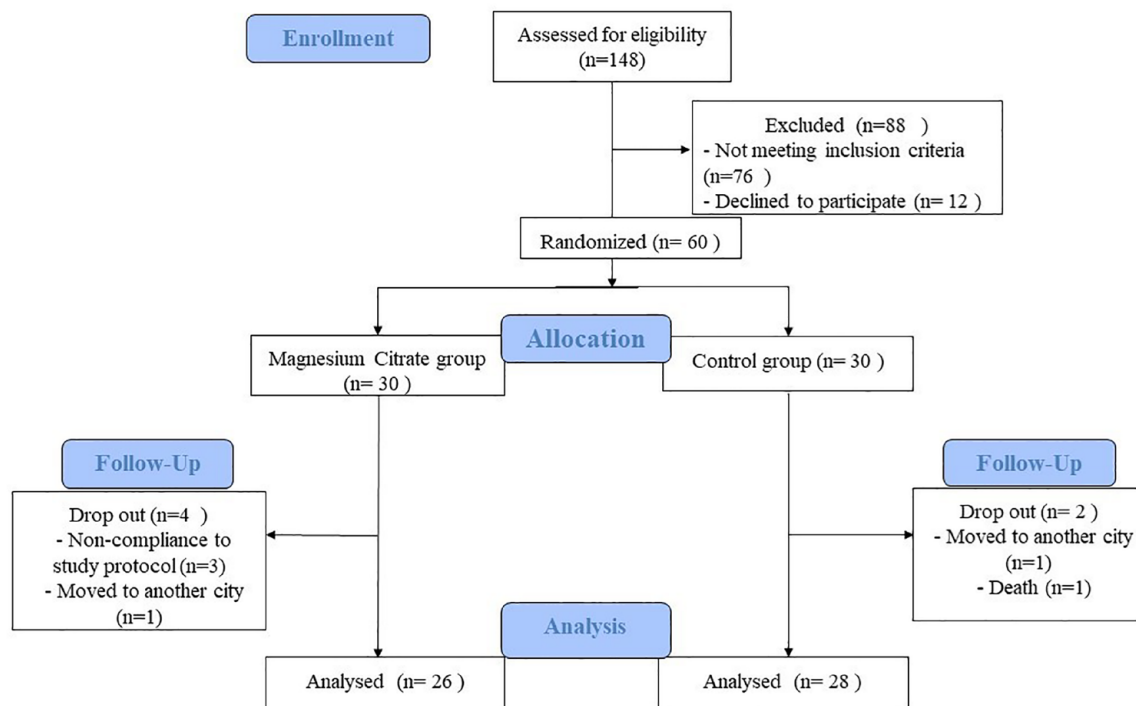 Enrollment
Assessed for eligibility
(n=148)
Excluded (n=88 )
- Not meeting inclusion criteria
(n=76 )
- Declined to participate (n= 12 )
Randomized (n= 60 )
Allocation
Magnesium Citrate group
(n= 30 )
Control group (n= 30 )
Follow-Up
Drop out (n=4 )
- Non-compliance to
study protocol (n=3)
- Moved to another city
(n=1)
Follow-Up
Drop out (n= 2 )
- Moved to another city
(n=1)
- Death (n=1)
Analysis
Analysed (n= 26 )
Analysed (n= 28 )